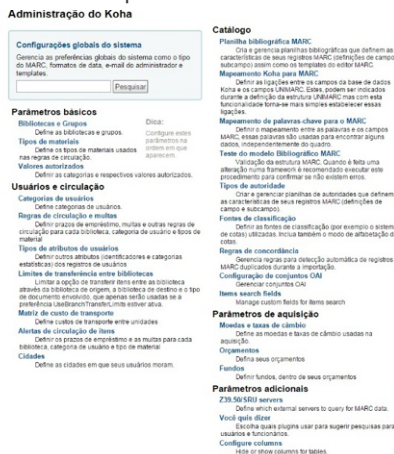 Administração do Koha
Configurações globais do sistema
Gerencia as preferências globais do sistema como o tipo
do MARC, formatos de data, e-mail do administrador e
templates.
Pesquisar
Parâmetros básicos
Bibliotecas e Grupos
Define as bibliotecas e grupos.
Tipos de materiais
Define os tipos de materiais usados
nas regras de circulação.
Valores autorizados
Definir as categorias e respectivos valores autorizados.
Dica:
Configure estes
parâmetros na
ordem em que
aparecem.
Usuários e circulação
Categorias de usuários
Define categorias de usuários.
Regras de circulação e multas
Definir prazos de empréstimo, multas e outras regras de
circulação para cada biblioteca, categoria de usuário e tipos de
material
Tipos de atributos de usuários
Definir outros atributos (identificadores e categorias
estatísticas) dos registros de usuários
Limites de transferência entre bibliotecas
Limitar a opção de transferir itens entre as bibliotecas
através da biblioteca de origem, a biblioteca de destino e o tipo
de documento envolvido, que apenas serão usadas se a
preferência UseBranchTransferLimits estiver ativa.
Matriz de custo de transporte
Define custos de transporte entre unidades
Alertas de circulação de itens
Definir os prazos de empréstimo e as multas para cada
biblioteca, categoria de usuário e tipo de material.
Cidades
Define as cidades em que seus usuários moram.
Catálogo
Planilha bibliográfica MARC
Cria e gerencia planilhas bibliográficas que definem as
características de seus registros MARC (definições de campo
subcampo) assim como os templates do editor MARC.
Mapeamento Koha para MARC
Definir as ligações entre os campos da base de dados
Koha e os campos UNIMARC. Estes, podem ser indicados
durante a definição da estrutura UNIMARC mas com esta
funcionalidade torna-se mais simples estabelecer essas
ligações.
Mapeamento de palavras-chave para o MARC
Definir o mapeamento entre as palavras e os campos
MARC, essas palavras são usadas para encontrar alguns
dados, independentemente do quadro.
Teste do modelo Bibliográfico MARC
Validação da estrutura MARC. Quando é feita uma
alteração numa framework é recomendado executar este
procedimento para confirmar se não existem erros.
Tipos de autoridade
Criar e gerenciar planilhas de autoridades que definem
as características de seus registros MARC (definições de
campo e subcampo).
Fontes de classificação
Definir as fontes de classificação (por exemplo o sistem
de cotas) utilizadas. Inclua também o modo de alfabetação da
cotas.
Regras de concordância
Gerencia regras para detecção automática de registros
MARC duplicados durante a importação.
Configuração de conjuntos OAI
Gerenciar conjuntos OAI
Items search fields
Manage custom fields for items search
Parâmetros de aquisição
Moedas e taxas de câmbio
Define as moedas e taxas de câmbio usadas na
aquisição.
Orçamentos
Defina seus orçamentos
Fundos
Definir fundos, dentro de seus orçamentos
Parâmetros adicionais
Z39.50/SRU servers
Define which external servers to query for MARC data.
Você quis dizer
Escolha quais plugins usar para sugerir pesquisas para
usuários e funcionários.
Configure columns
Hide or show columns for tables.